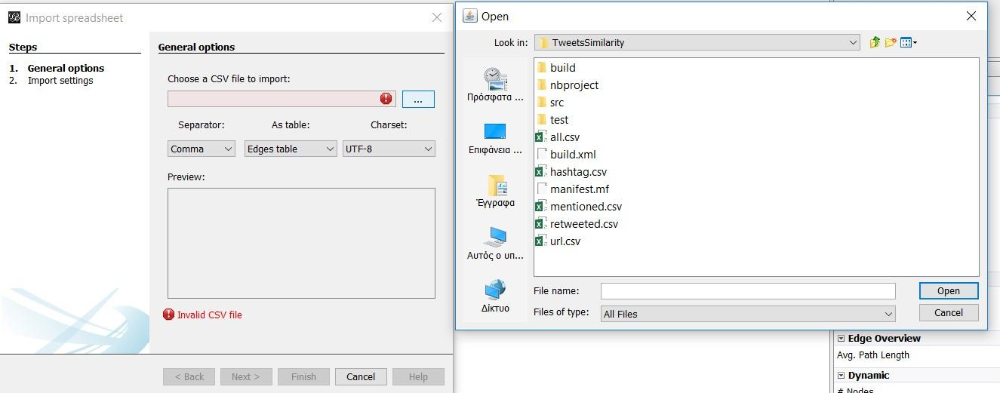 Import spreadsheet
Steps
1. General options
2. Import settings
General options
Choose a CSV file to import:
...
Separator: As table: Charset:
Comma Edges table UTF-8
Preview:
Invalid CSV file
< Back Next > Finish Cancel Help
Open
Look in: TweetsSimilarity
Πρόσφατα ...
Επιφάνεια ...
Έγγραφα
Αυτός ο υπ...
Δίκτυο
build
nbproject
src
test
all.csv
build.xml
hashtag.csv
manifest.mf
mentioned.csv
retweeted.csv
url.csv
File name: Open
Files of type: All Files Cancel
Edge Overview
Avg. Path Length
Dynamic
# Nodes